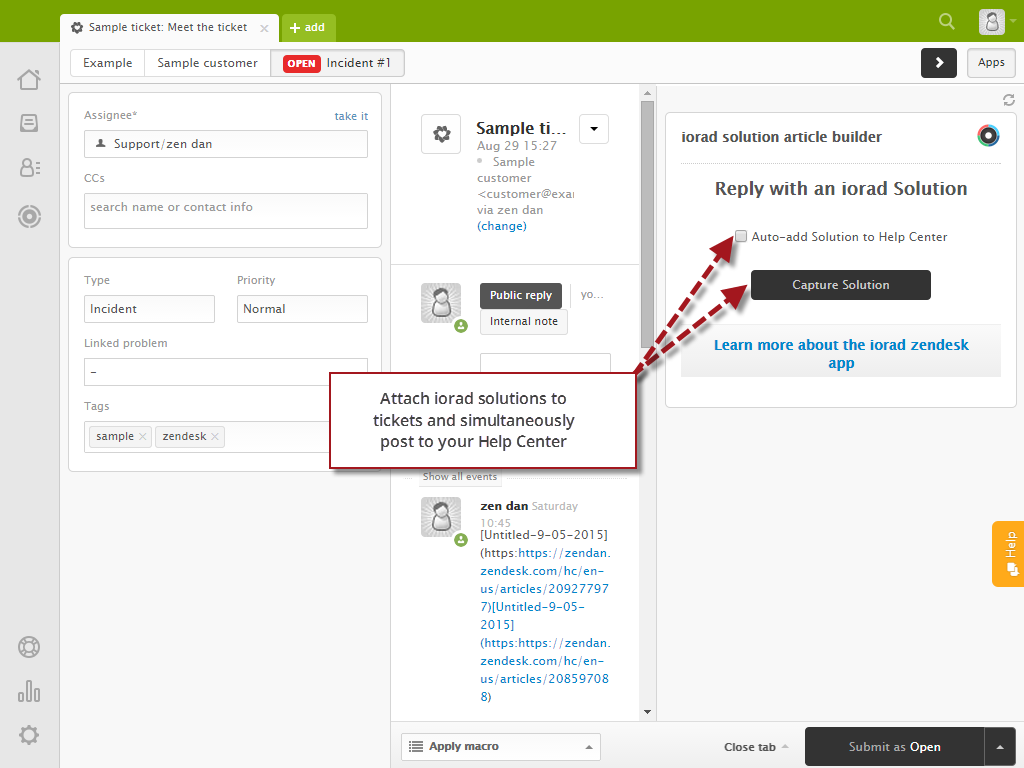 Sample ticket: Meet the ticket
+ add
Example
Sample customer
OPEN Incident #1
Apps
Assignee*
take it
Support/zen dan
CCs
search name or contact info
Type
Priority
Incident
Normal
Linked problem
–
Tags
sample
zendesk
Sample ti...
Aug 29 15:27
Sample
customer
<customer@exa
via zen dan
(change)
Public reply
yo...
Internal note
Attach iorad solutions to
tickets and simultaneously
post to your Help Center
Show all events
zen dan Saturday
10:45
[Untitled-9-05-2015]
(https:https://zendan.
zendesk.com/hc/en-
us/articles/20927797
7)[Untitled-9-05-
2015]
(https:https://zendan.
zendesk.com/hc/en-
us/articles/20859708
8)
iorad solution article builder
Reply with an iorad Solution
Auto-add Solution to Help Center
Capture Solution
Learn more about the iorad zendesk
app
Help
Apply macro
Close tab
Submit as Open